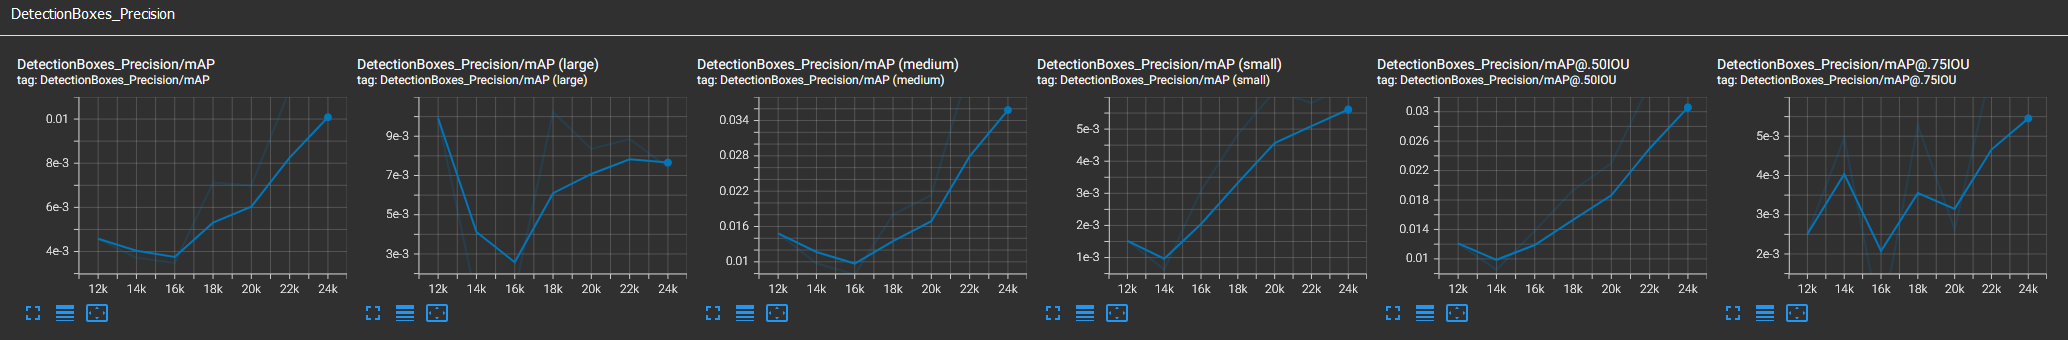 DetectionBoxes_Precision
DetectionBoxes_Precision/mAP
tag: DetectionBoxes_Precision/mAP
0.01
8e-3
6e-3
4e-3
12k 14k 16k 18k 20k 22k 24k
DetectionBoxes_Precision/mAP (large)
tag: DetectionBoxes_Precision/mAP (large)
9e-3
7e-3
5e-3
3e-3
12k 14k 16k 18k 20k 22k 24k
DetectionBoxes_Precision/mAP (medium)
tag: DetectionBoxes_Precision/mAP (medium)
0.034
0.028
0.022
0.016
0.01
12k 14k 16k 18k 20k 22k 24k
DetectionBoxes_Precision/mAP (small)
tag: DetectionBoxes_Precision/mAP (small)
5e-3
4e-3
3e-3
2e-3
1e-3
12k 14k 16k 18k 20k 22k 24k
DetectionBoxes_Precision/mAP@.50IOU
tag: DetectionBoxes_Precision/mAP@.50IOU
0.03
0.026
0.022
0.018
0.014
0.01
12k 14k 16k 18k 20k 22k 24k
DetectionBoxes_Precision/mAP@.75IOU
tag: DetectionBoxes_Precision/mAP@.75IOU
5e-3
4e-3
3e-3
2e-3
12k 14k 16k 18k 20k 22k 24k